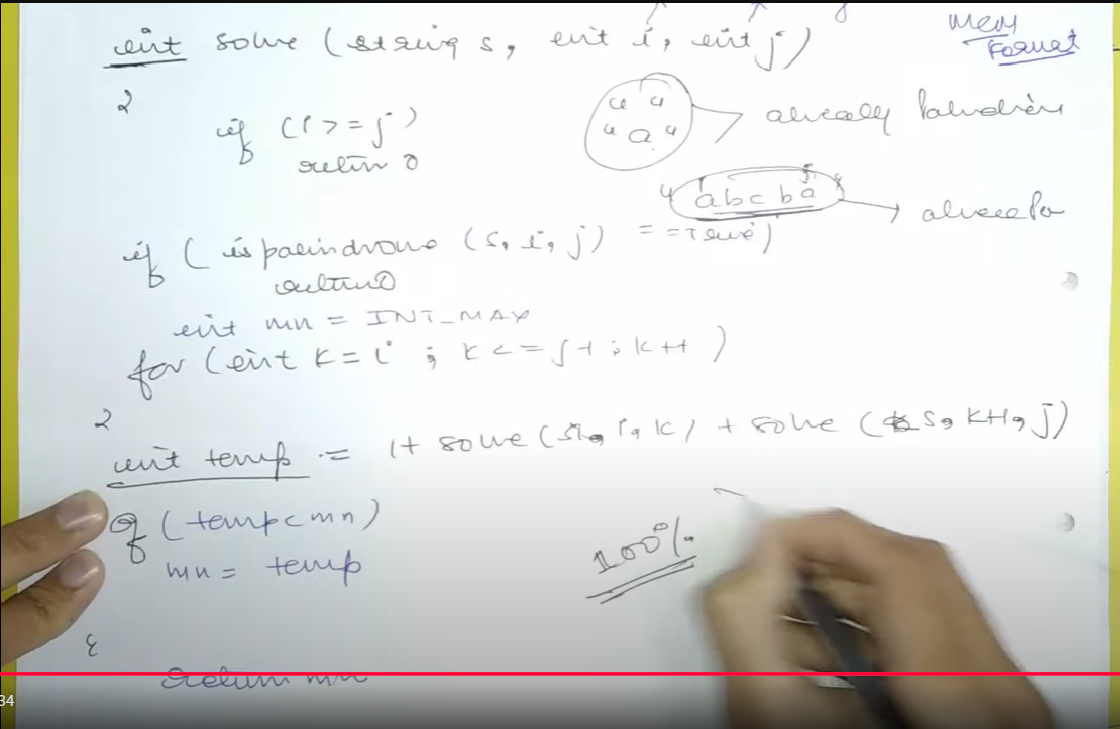 int solve (string s, int i, int j)
Mem
Format
{
if (i >= j)
return 0
"" "a"
already Palindrome
" abcba
if ( ispalindrome (s, i, j) == true)
return 0
int mn = INT_MAX
for (int k = i ; k <= j-1 ; k++ )
{
int temp = 1 + solve (s, i, k) + solve (s, k+1, j)
if (temp < mn)
mn = temp
100%
}
return mn
34